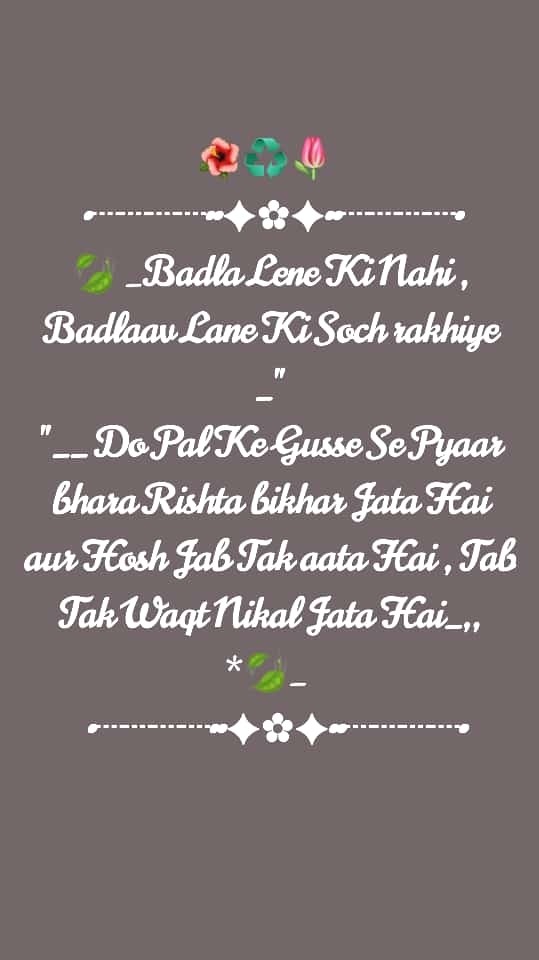 🌺♻️🌷
•┈┈┈┈┈••✦✿✦••┈┈┈┈┈•
🍃 _Badla Lene Ki Nahi ,
Badlaav Lane Ki Soch rakhiye
_"
"__ Do Pal Ke Gusse Se Pyaar
bhara Rishta bikhar Jata Hai
aur Hosh Jab Tak aata Hai , Tab
Tak Waqt Nikal Jata Hai_,,
*🍃_
•┈┈┈┈┈••✦✿✦••┈┈┈┈┈•